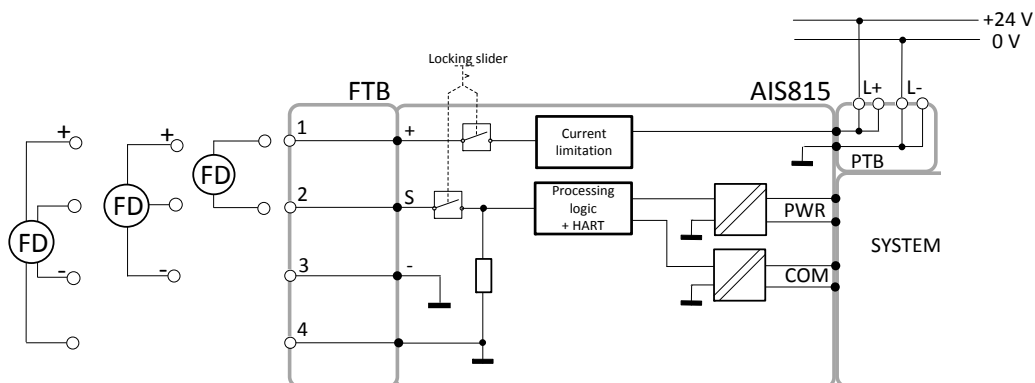 +24 V
0 V
Locking slider
FTB
AIS815
L+
L-
1
+
Current
limitation
PTB
+
+
FD
FD
FD
2
S
Processing
logic
+ HART
PWR
SYSTEM
3
-
-
-
COM
4